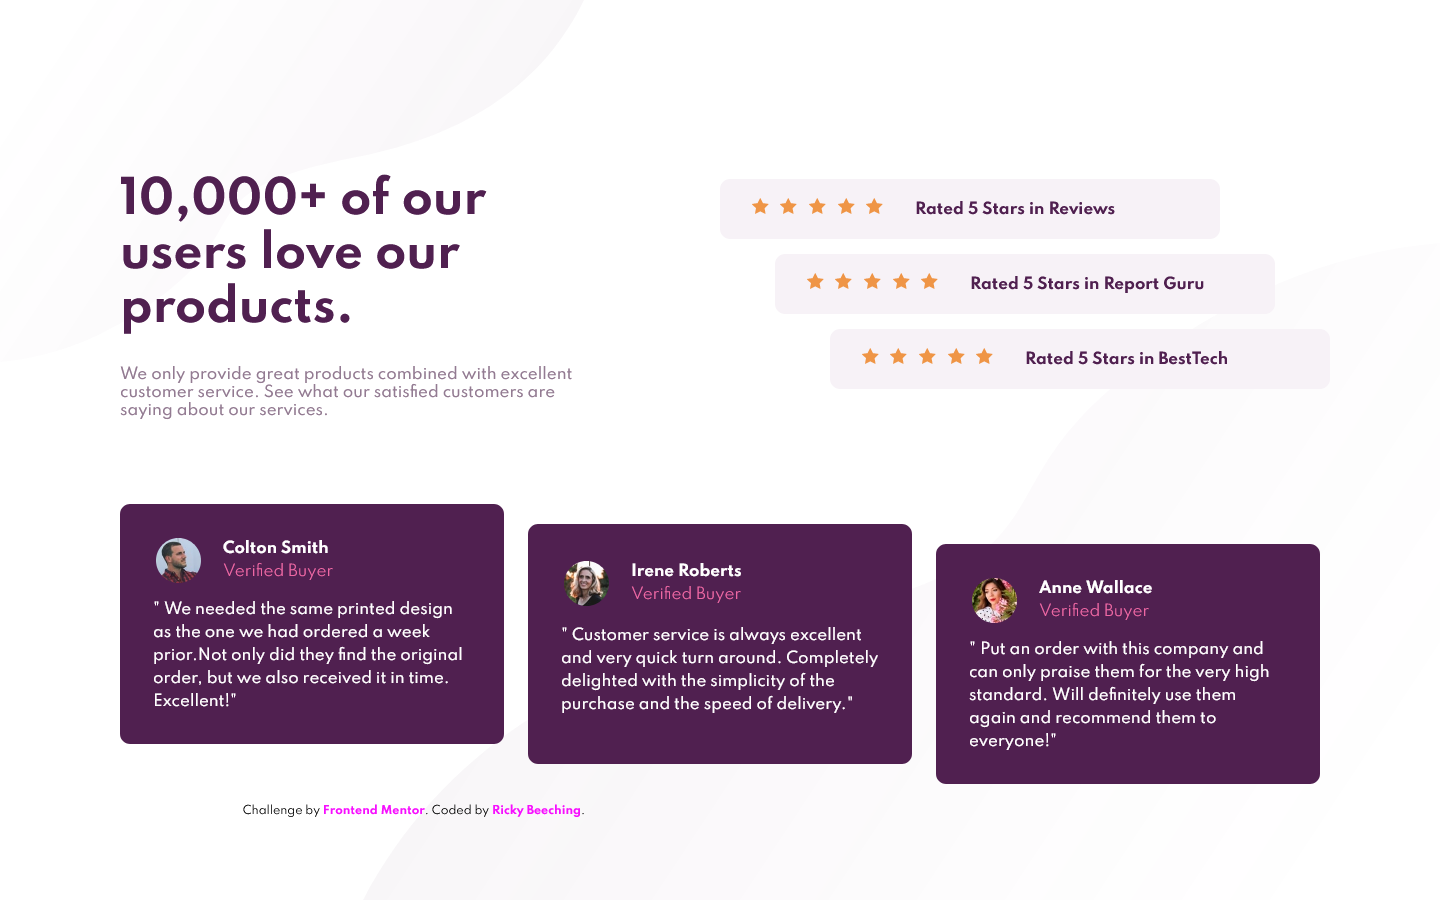 10,000+ of our
users love our
products.
We only provide great products combined with excellent
customer service. See what our satisfied customers are
saying about our services.
Rated 5 Stars in Reviews
Rated 5 Stars in Report Guru
Rated 5 Stars in BestTech
Colton Smith
Verified Buyer
" We needed the same printed design
as the one we had ordered a week
prior.Not only did they find the original
order, but we also received it in time.
Excellent!"
Irene Roberts
Verified Buyer
" Customer service is always excellent
and very quick turn around. Completely
delighted with the simplicity of the
purchase and the speed of delivery."
Anne Wallace
Verified Buyer
" Put an order with this company and
can only praise them for the very high
standard. Will definitely use them
again and recommend them to
everyone!"
Challenge by Frontend Mentor. Coded by Ricky Beeching.